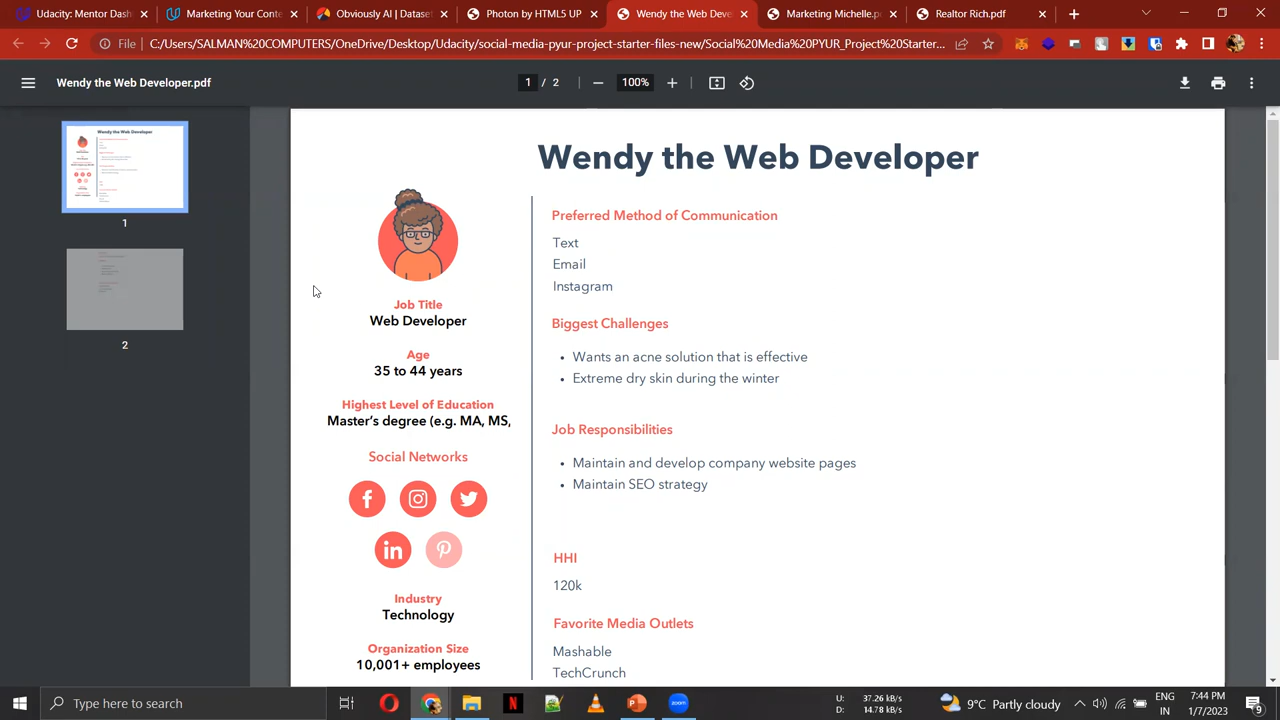 Udacity: Mentor Dash
Marketing Your Conte
Obviously AI | Dataset
Photon by HTML5 UP
Wendy the Web Devel
Marketing Michelle.pdf
Realtor Rich.pdf
File
C:/Users/SALMAN%20COMPUTERS/OneDrive/Desktop/Udacity/social-media-pyur-project-starter-files-new/Social%20Media%20PYUR_Project%20Starter...
Wendy the Web Developer.pdf
1 / 2
100%
1
2
Wendy the Web Developer
Job Title
Web Developer
Age
35 to 44 years
Highest Level of Education
Master's degree (e.g. MA, MS,
Social Networks
Industry
Technology
Organization Size
10,001+ employees
Preferred Method of Communication
Text
Email
Instagram
Biggest Challenges
• Wants an acne solution that is effective
• Extreme dry skin during the winter
Job Responsibilities
• Maintain and develop company website pages
• Maintain SEO strategy
HHI
120k
Favorite Media Outlets
Mashable
TechCrunch
Type here to search
U: 37.26 kB/s
D: 14.78 kB/s
9°C Partly cloudy
ENG
IN
7:44 PM
1/7/2023